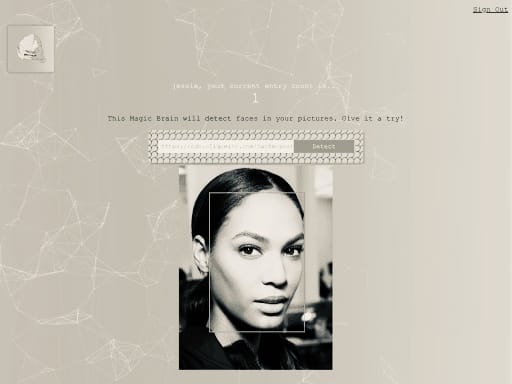 Sign Out
jessie, your current entry count is...
1
This Magic Brain will detect faces in your pictures. Give it a try!
Detect